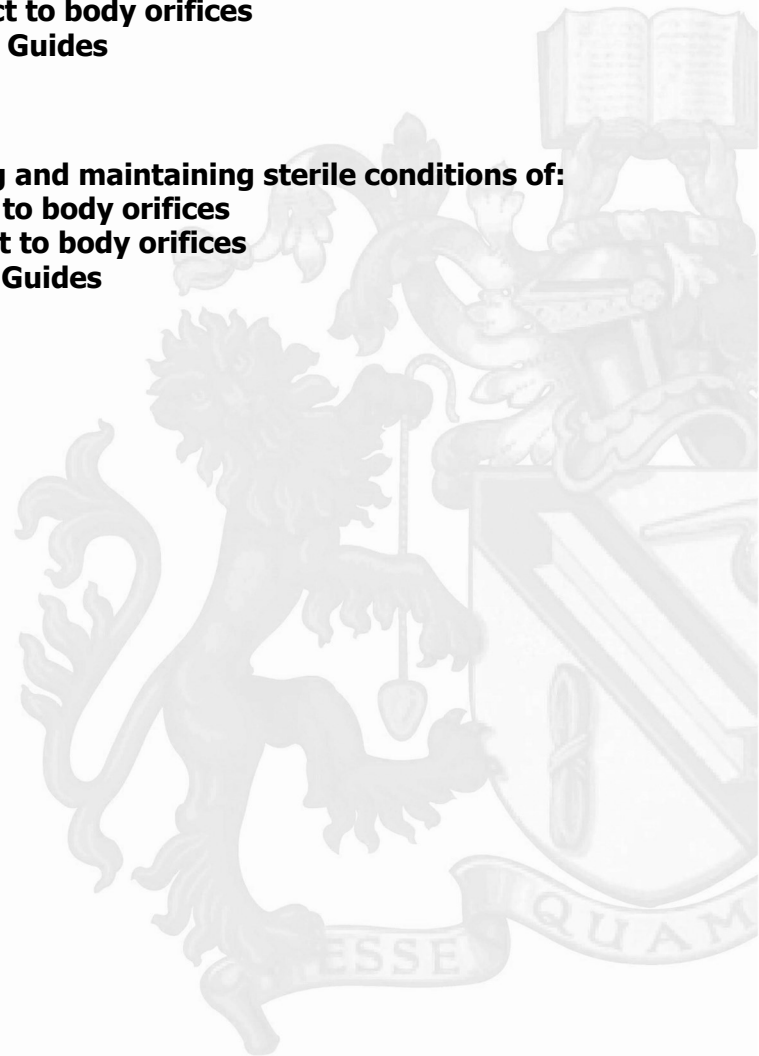 ct to body orifices
Guides
g and maintaining sterile conditions of:
to body orifices
t to body orifices
Guides
ESSE QUAM